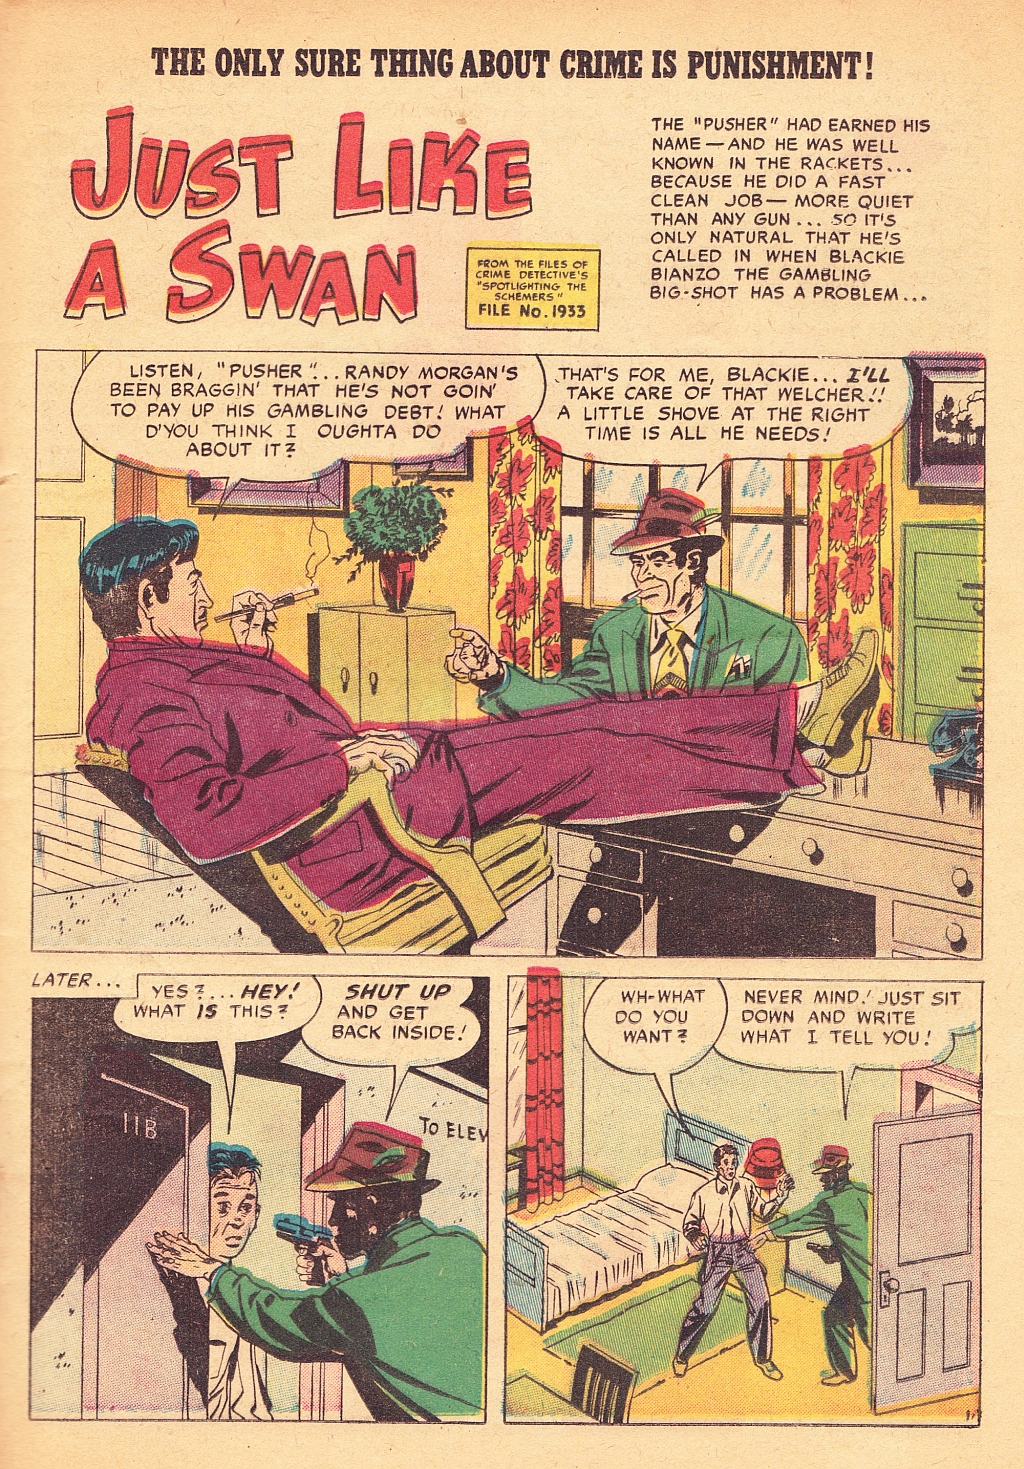 THE ONLY SURE THING ABOUT CRIME IS PUNISHMENT!
JUST LIKE
A SWAN
FROM THE FILES OF
CRIME DETECTIVE'S
"SPOTLIGHTING THE
SCHEMERS"
FILE No. 1933
THE "PUSHER" HAD EARNED HIS
NAME — AND HE WAS WELL
KNOWN IN THE RACKETS...
BECAUSE HE DID A FAST
CLEAN JOB — MORE QUIET
THAN ANY GUN... SO IT'S
ONLY NATURAL THAT HE'S
CALLED IN WHEN BLACKIE
BIANZO THE GAMBLING
BIG-SHOT HAS A PROBLEM...
LISTEN, "PUSHER"... RANDY MORGAN'S
BEEN BRAGGIN' THAT HE'S NOT GOIN'
TO PAY UP HIS GAMBLING DEBT! WHAT
D'YOU THINK I OUGHTA DO
ABOUT IT?
THAT'S FOR ME, BLACKIE... I'LL
TAKE CARE OF THAT WELCHER!!
A LITTLE SHOVE AT THE RIGHT
TIME IS ALL HE NEEDS!
LATER...
YES?... HEY!
WHAT IS THIS?
SHUT UP
AND GET
BACK INSIDE!
11B
TO ELEV
WH-WHAT
DO YOU
WANT?
NEVER MIND! JUST SIT
DOWN AND WRITE
WHAT I TELL YOU!